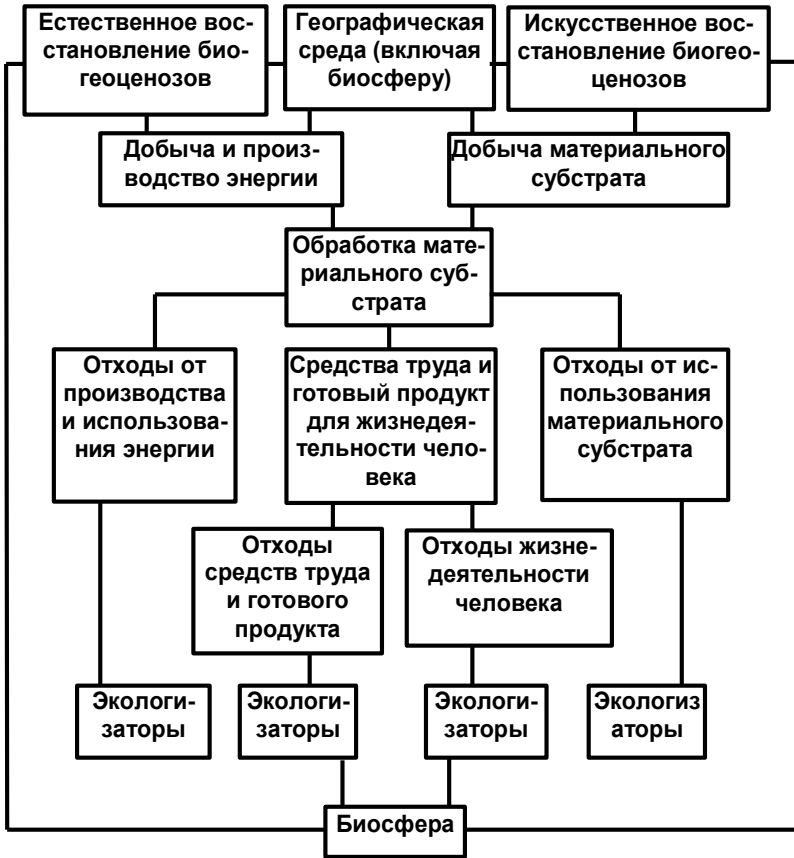 Естественное вос-
становление био-
геоценозов
Географическая
среда (включая
биосферу)
Искусственное вос-
становление биогео-
ценозов
Добыча и произ-
водство энергии
Добыча материального
субстрата
Обработка мате-
риального суб-
страта
Отходы от
производства
и использова-
ния энергии
Средства труда и
готовый продукт
для жизнедея-
тельности чело-
века
Отходы от ис-
пользования
материального
субстрата
Отходы
средств труда
и готового
продукта
Отходы жизне-
деятельности
человека
Экологи-
заторы
Экологи-
заторы
Экологи-
заторы
Экологиз
аторы
Биосфера